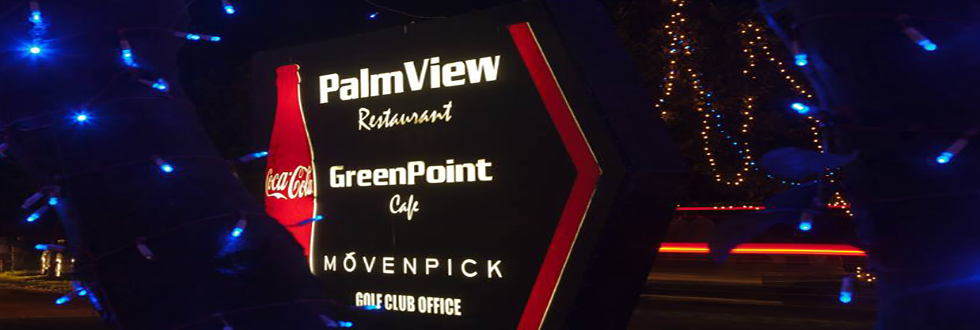 PalmView
Restaurant
Coca-Cola
GreenPoint
Cafe
MÖVENPICK
GOLF CLUB OFFICE